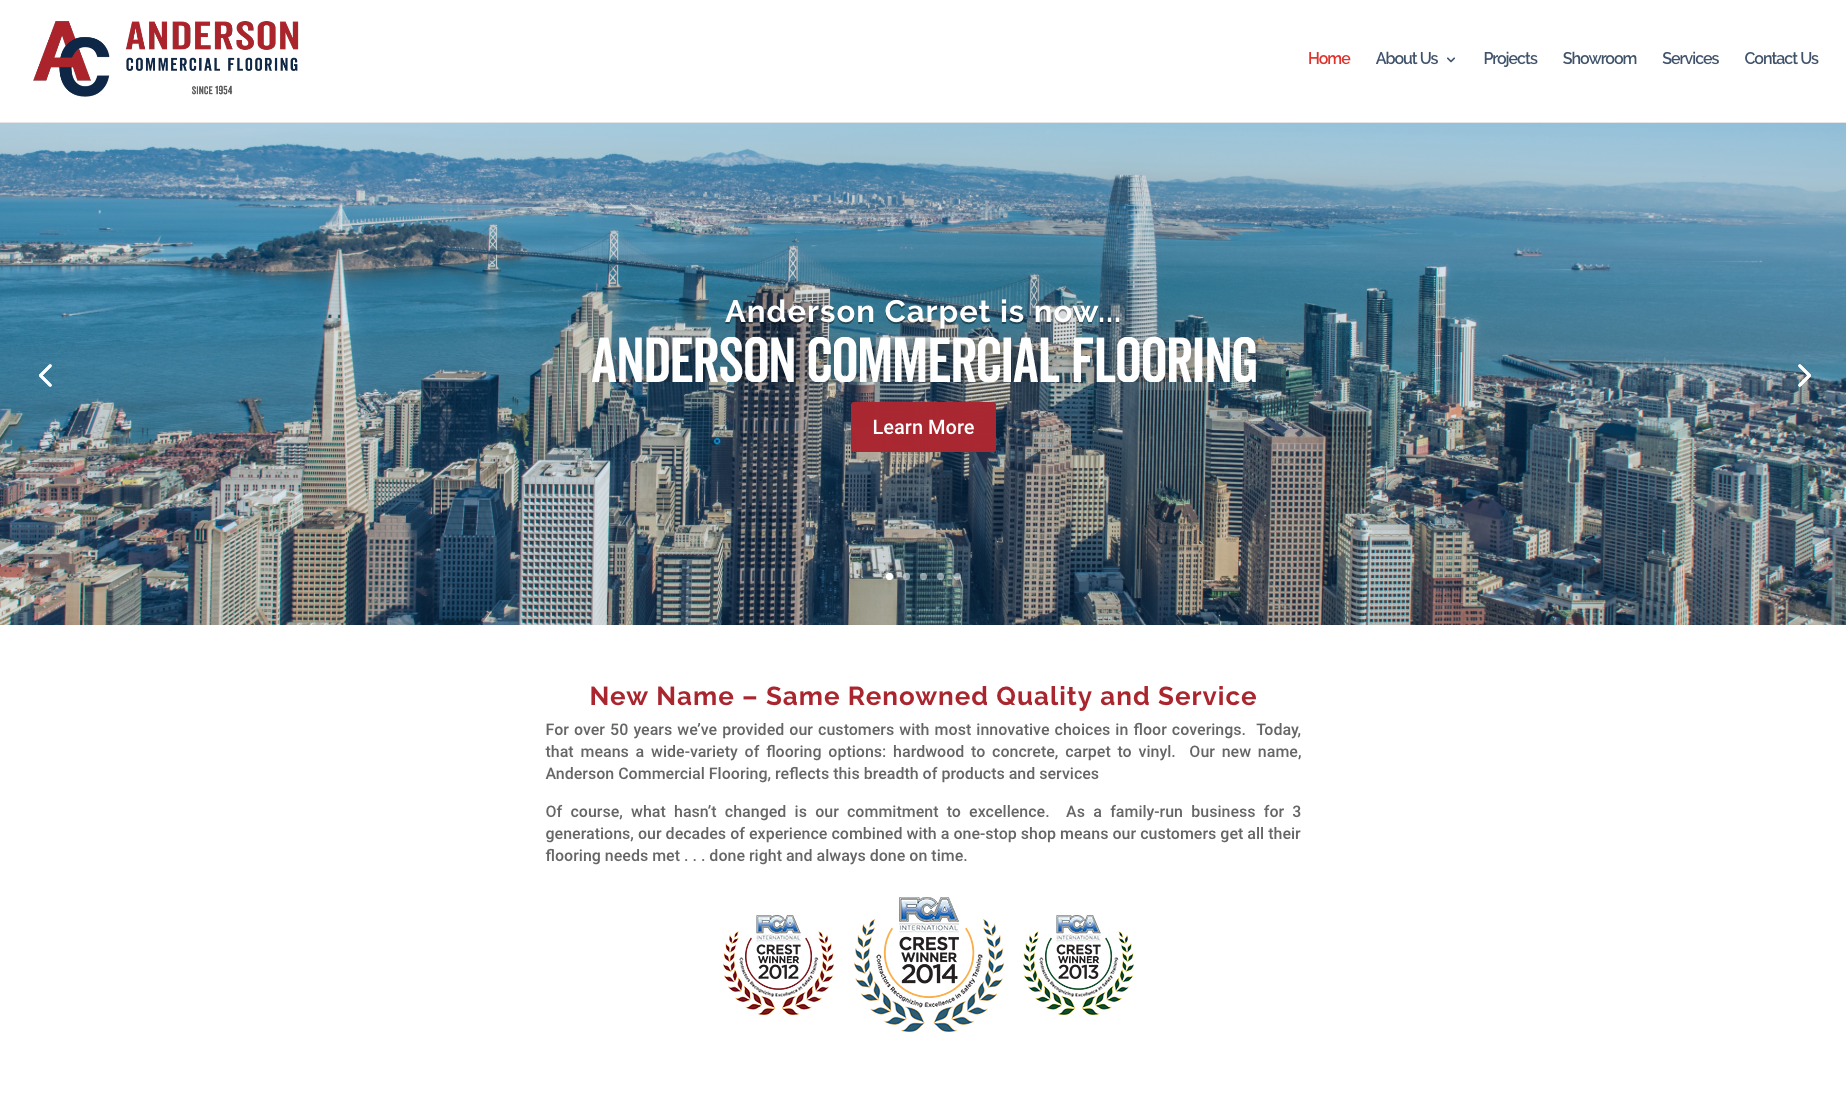 ANDERSON
COMMERCIAL FLOORING
SINCE 1954
Home About Us Projects Showroom Services Contact Us
Anderson Carpet is now...
ANDERSON COMMERCIAL FLOORING
Learn More
New Name – Same Renowned Quality and Service
For over 50 years we’ve provided our customers with most innovative choices in floor coverings.  Today,
that means a wide-variety of flooring options: hardwood to concrete, carpet to vinyl.  Our new name,
Anderson Commercial Flooring, reflects this breadth of products and services
Of course, what hasn’t changed is our commitment to excellence.  As a family-run business for 3
generations, our decades of experience combined with a one-stop shop means our customers get all their
flooring needs met . . . done right and always done on time.
FCA
INTERNATIONAL
CREST
WINNER
2012
Contractors Recognizing Excellence in Safety Training
FCA
INTERNATIONAL
CREST
WINNER
2014
Contractors Recognizing Excellence in Safety Training
FCA
INTERNATIONAL
CREST
WINNER
2013
Contractors Recognizing Excellence in Safety Training